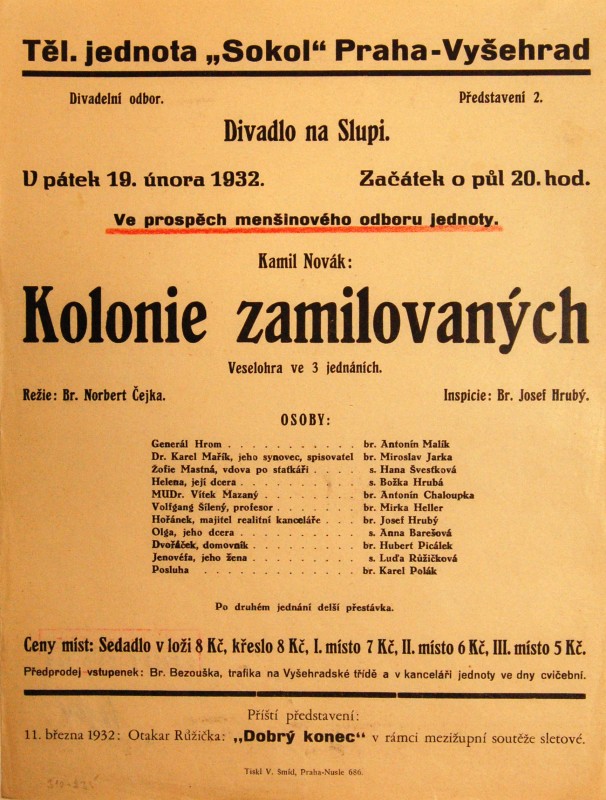 Těl. jednota „Sokol“ Praha-Vyšehrad
Divadelní odbor. Představení 2.
Divadlo na Slupi.
V pátek 19. února 1932. Začátek o půl 20. hod.
Ve prospěch menšinového odboru jednoty.
Kamil Novák:
Kolonie zamilovaných
Veselohra ve 3 jednáních.
Režie: Br. Norbert Čejka. Inspicie: Br. Josef Hrubý.
OSOBY:
Generál Hrom . . . . . . . . . . . br. Antonín Malík
Dr. Karel Mařík, jeho synovec, spisovatel br. Miroslav Jarka
Žofie Mastná, vdova po statkáři . . . . s. Hana Švestková
Helena, její dcera . . . . . . . . . . s. Božka Hrubá
MUDr. Vítek Mazaný . . . . . . . . br. Antonín Chaloupka
Volfgang Šílený, profesor . . . . . . . br. Mirka Heller
Hořánek, majitel realitní kanceláře . . . br. Josef Hrubý
Olga, jeho dcera . . . . . . . . . . s. Anna Barešová
Dvořáček, domovník . . . . . . . . . br. Hubert Picálek
Jenovéfa, jeho žena . . . . . . . . . s. Luďa Růžičková
Posluha . . . . . . . . . . . . br. Karel Polák
Po druhém jednání delší přestávka.
Ceny míst: Sedadlo v loži 8 Kč, křeslo 8 Kč, I. místo 7 Kč, II. místo 6 Kč, III. místo 5 Kč.
Předprodej vstupenek: Br. Bezouška, trafika na Vyšehradské třídě a v kanceláři jednoty ve dny cvičební.
Příští představení:
11. března 1932: Otakar Růžička: „Dobrý konec“ v rámci mezižupní soutěže sletové.
Tiskl V. Šmíd, Praha-Nusle 686.